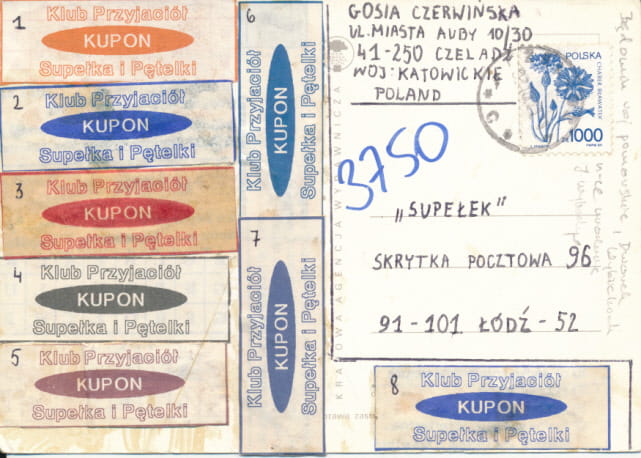 1
Klub Przyjaciół
KUPON
Supełka i Pętelki
2
Klub Przyjaciół
KUPON
Supełka i Pętelki
3
Klub Przyjaciół
KUPON
Supełka i Pętelki
4
Klub Przyjaciół
KUPON
Supełka i Pętelki
5
Klub Przyjaciół
KUPON
Supełka i Pętelki
6
Klub Przyjaciół
KUPON
Supełka i Pętelki
7
Klub Przyjaciół
KUPON
Supełka i Pętelki
KRAJOWA AGENCJA WYDAWNICZA
GOSIA CZERWIŃSKA
UL. MIASTA AUBY 10/30
41-250 CZELADŹ
WOJ. KATOWICKIE
POLAND
POLSKA
1000
3750
„SUPEŁEK"
SKRYTKA POCZTOWA 96
91-101 ŁÓDŹ-52
8
Klub Przyjaciół
KUPON
Supełka i Pętelki